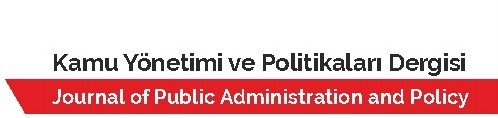 Kamu Yönetimi ve Politikaları Dergisi
Journal of Public Administration and Policy